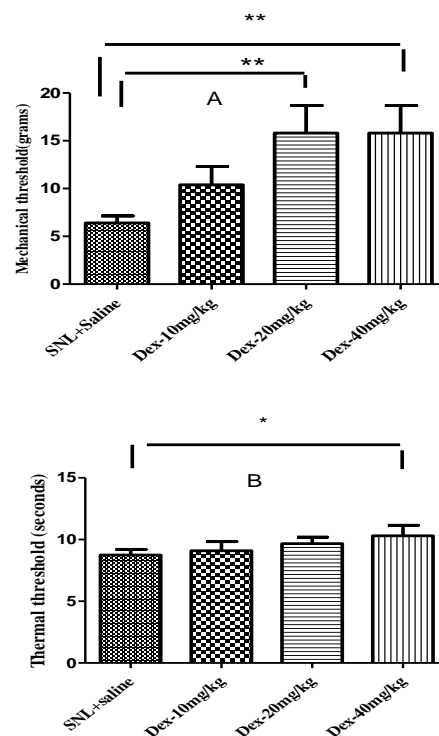 **
**
A
20
15
10
5
0
Mechanical threshold(grams)
SNL+Saline
Dex-10mg/kg
Dex-20mg/kg
Dex-40mg/kg
*
B
15
10
5
0
Thermal threshold (seconds)
SNL+saline
Dex-10mg/kg
Dex-20mg/kg
Dex-40mg/kg